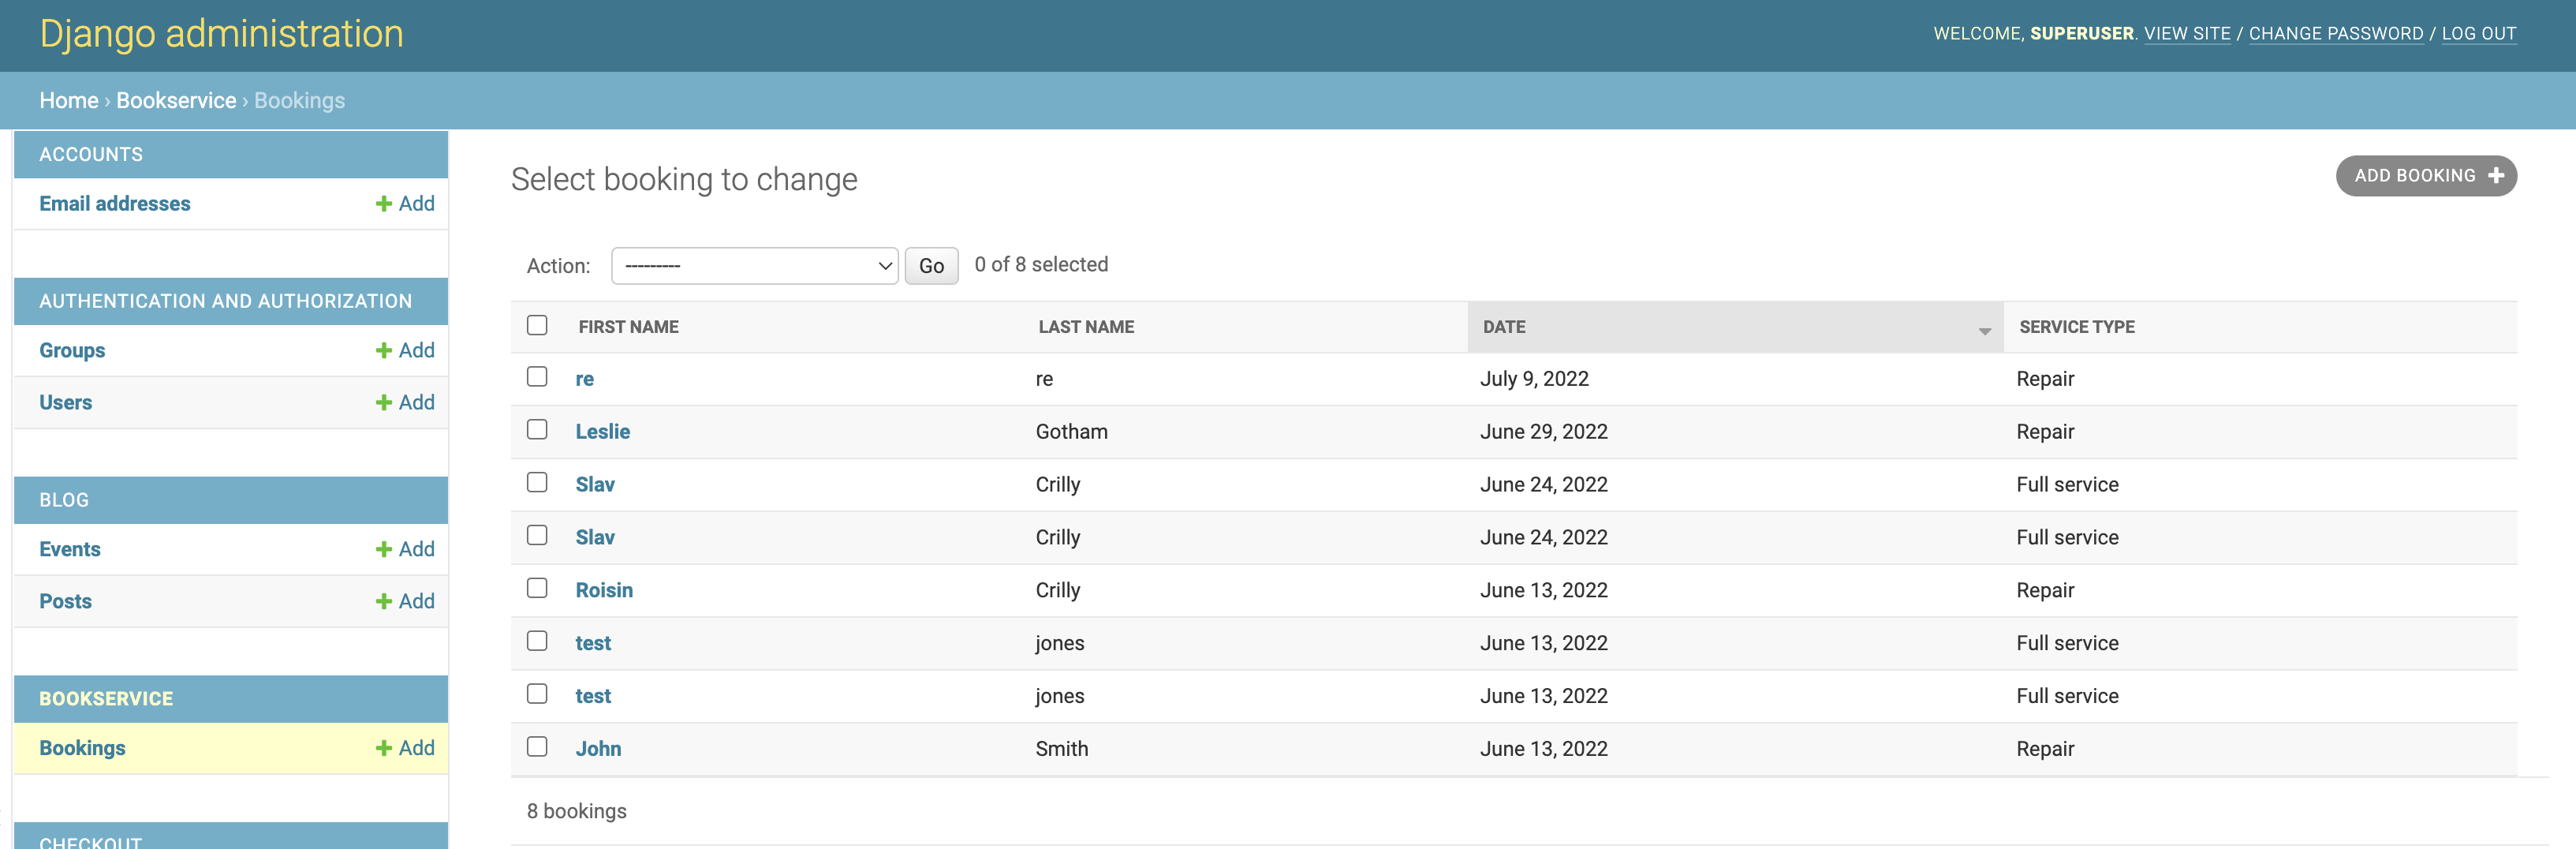 Django administration
WELCOME, SUPERUSER. VIEW SITE / CHANGE PASSWORD / LOG OUT
Home › Bookservice › Bookings
ACCOUNTS
Email addresses Add
AUTHENTICATION AND AUTHORIZATION
Groups Add
Users Add
BLOG
Events Add
Posts Add
BOOKSERVICE
Bookings Add
CHECKOUT
Select booking to change
ADD BOOKING
Action: --------- Go 0 of 8 selected
FIRST NAME LAST NAME DATE SERVICE TYPE
re re July 9, 2022 Repair
Leslie Gotham June 29, 2022 Repair
Slav Crilly June 24, 2022 Full service
Slav Crilly June 24, 2022 Full service
Roisin Crilly June 13, 2022 Repair
test jones June 13, 2022 Full service
test jones June 13, 2022 Full service
John Smith June 13, 2022 Repair
8 bookings